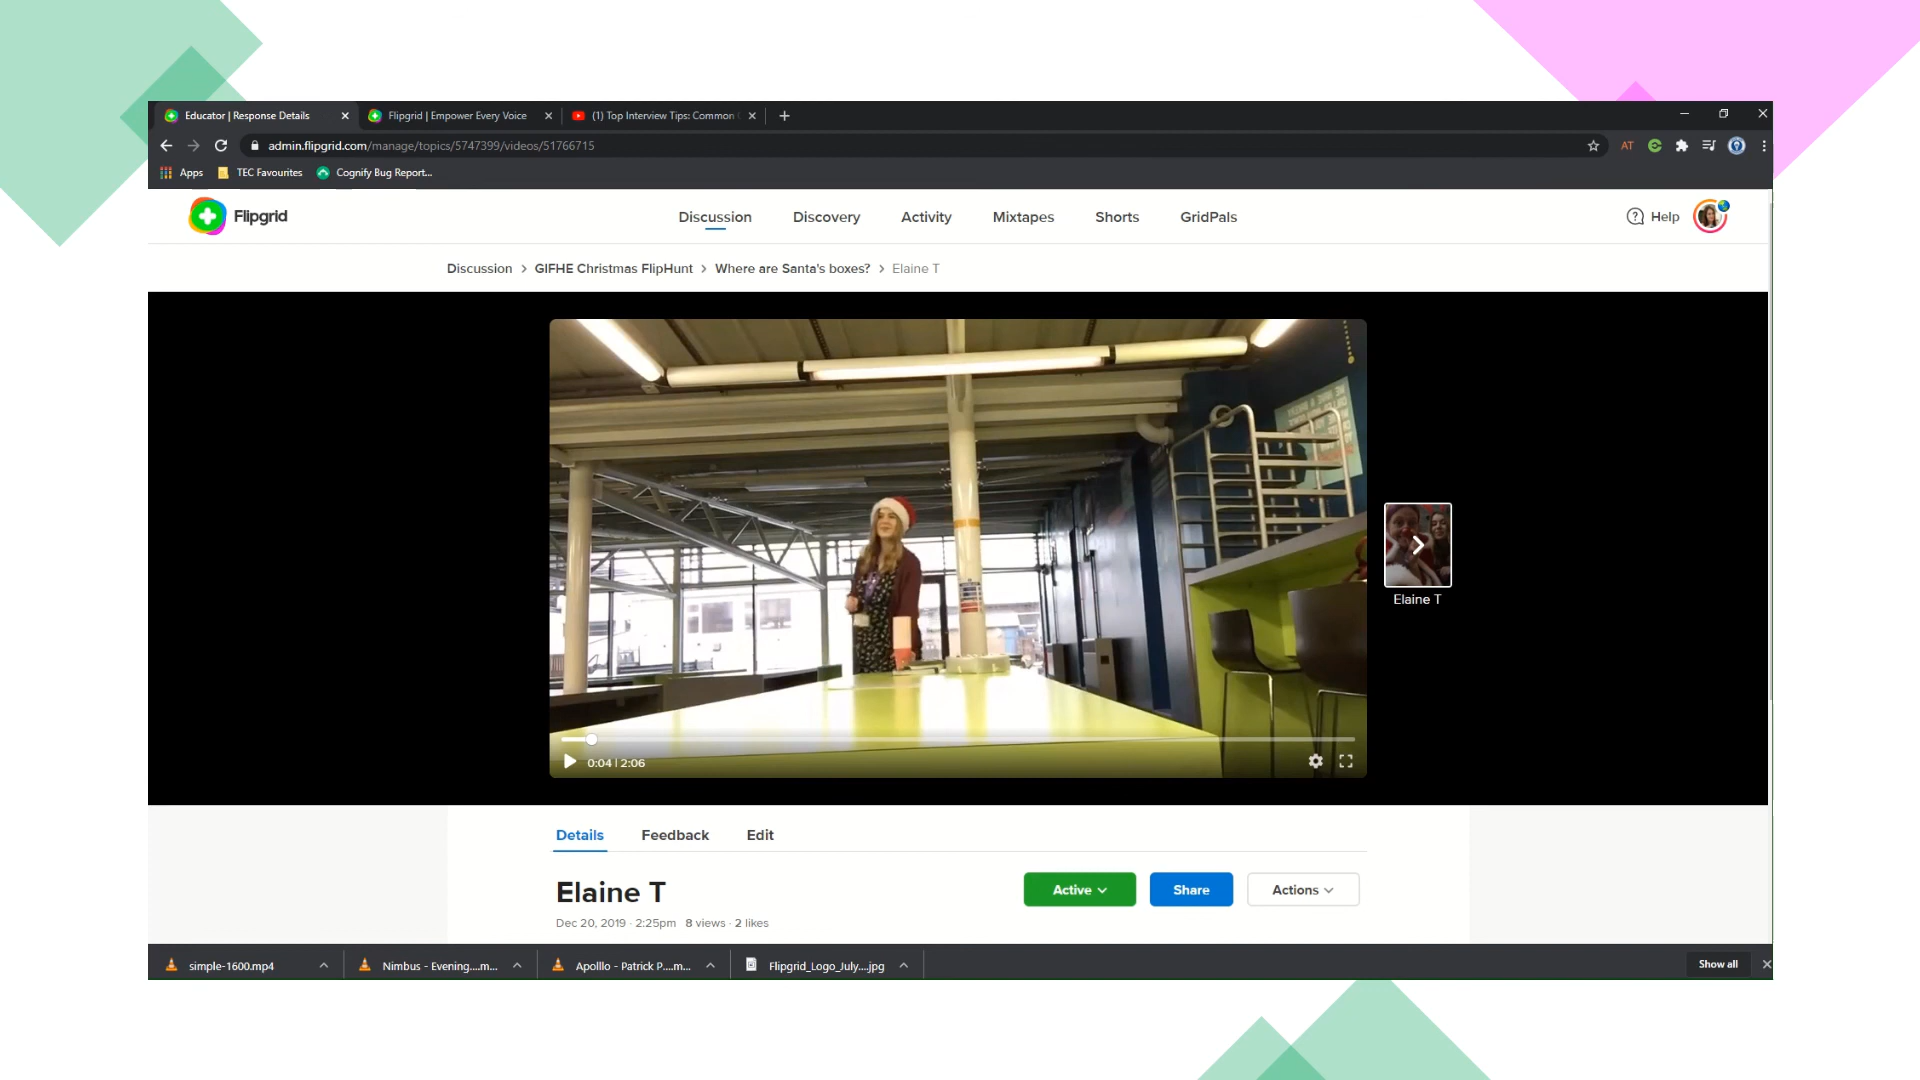 Educator | Response Details
Flipgrid | Empower Every Voice
(1) Top Interview Tips: Common
admin.flipgrid.com/manage/topics/5747399/videos/51766715
AT
Apps
TEC Favourites
Cognify Bug Report...
Flipgrid
Discussion
Discovery
Activity
Mixtapes
Shorts
GridPals
Help
Discussion > GIFHE Christmas FlipHunt > Where are Santa's boxes? > Elaine T
0:04 | 2:06
Elaine T
Details
Feedback
Edit
Elaine T
Active
Share
Actions
Dec 20, 2019 · 2:25pm 8 views · 2 likes
simple-1600.mp4
Nimbus - Evening....m...
Apolllo - Patrick P....m...
Flipgrid_Logo_July....jpg
Show all